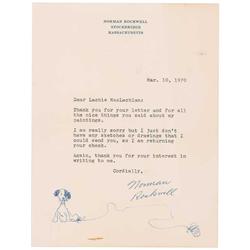 NORMAN ROCKWELL
STOCKBRIDGE
MASSACHUSETTS
Mar. 10, 1970
Dear Lachie MacLachlan:
Thank you for your letter and for all
the nice things you said about my
paintings.
I am really sorry but I just don't
have any sketches or drawings that I
could send you, so I am returning
your check.
Again, thank you for your interest in
writing to me.
Cordially,
Norman
Rockwell